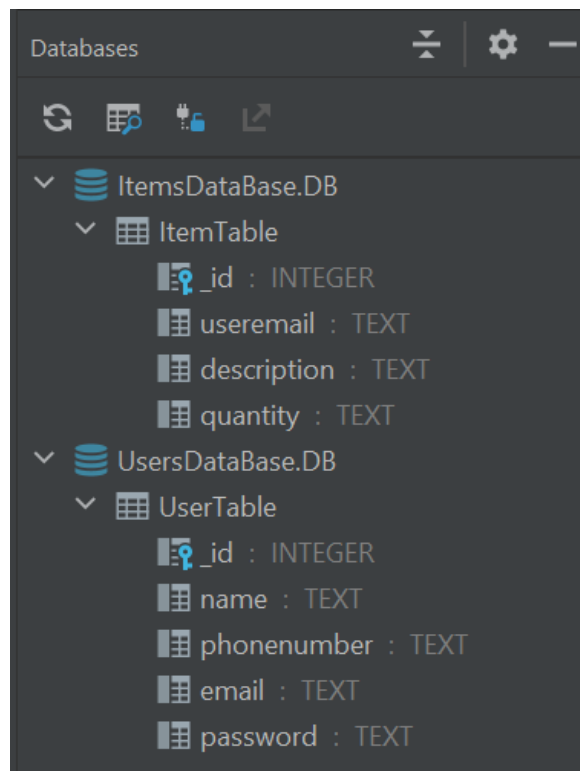 Databases
ItemsDataBase.DB
ItemTable
_id : INTEGER
useremail : TEXT
description : TEXT
quantity : TEXT
UsersDataBase.DB
UserTable
_id : INTEGER
name : TEXT
phonenumber : TEXT
email : TEXT
password : TEXT